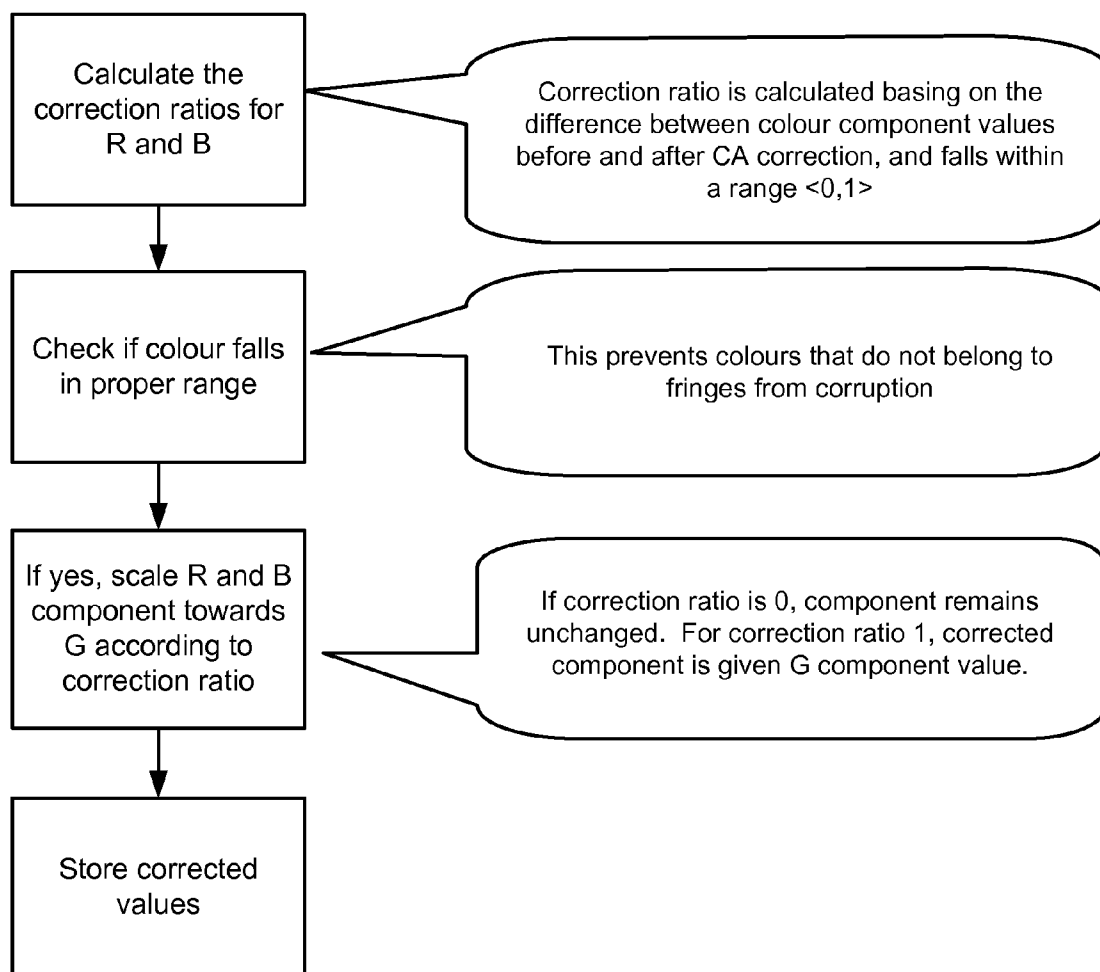 Calculate the
correction ratios for
R and B
Correction ratio is calculated basing on the
difference between colour component values
before and after CA correction, and falls within
a range <0,1>
Check if colour falls
in proper range
This prevents colours that do not belong to
fringes from corruption
If yes, scale R and B
component towards
G according to
correction ratio
If correction ratio is 0, component remains
unchanged.  For correction ratio 1, corrected
component is given G component value.
Store corrected
values